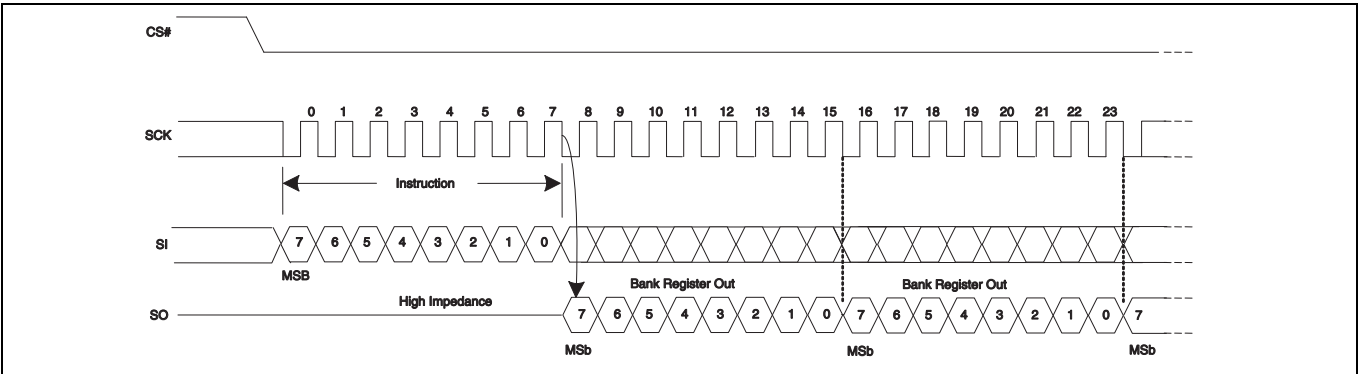 CS#
0 1 2 3 4 5 6 7 8 9 10 11 12 13 14 15 16 17 18 19 20 21 22 23
SCK
Instruction
SI 7 6 5 4 3 2 1 0
MSB
High Impedance Bank Register Out Bank Register Out
SO 7 6 5 4 3 2 1 0 7 6 5 4 3 2 1 0 7
MSb MSb MSb